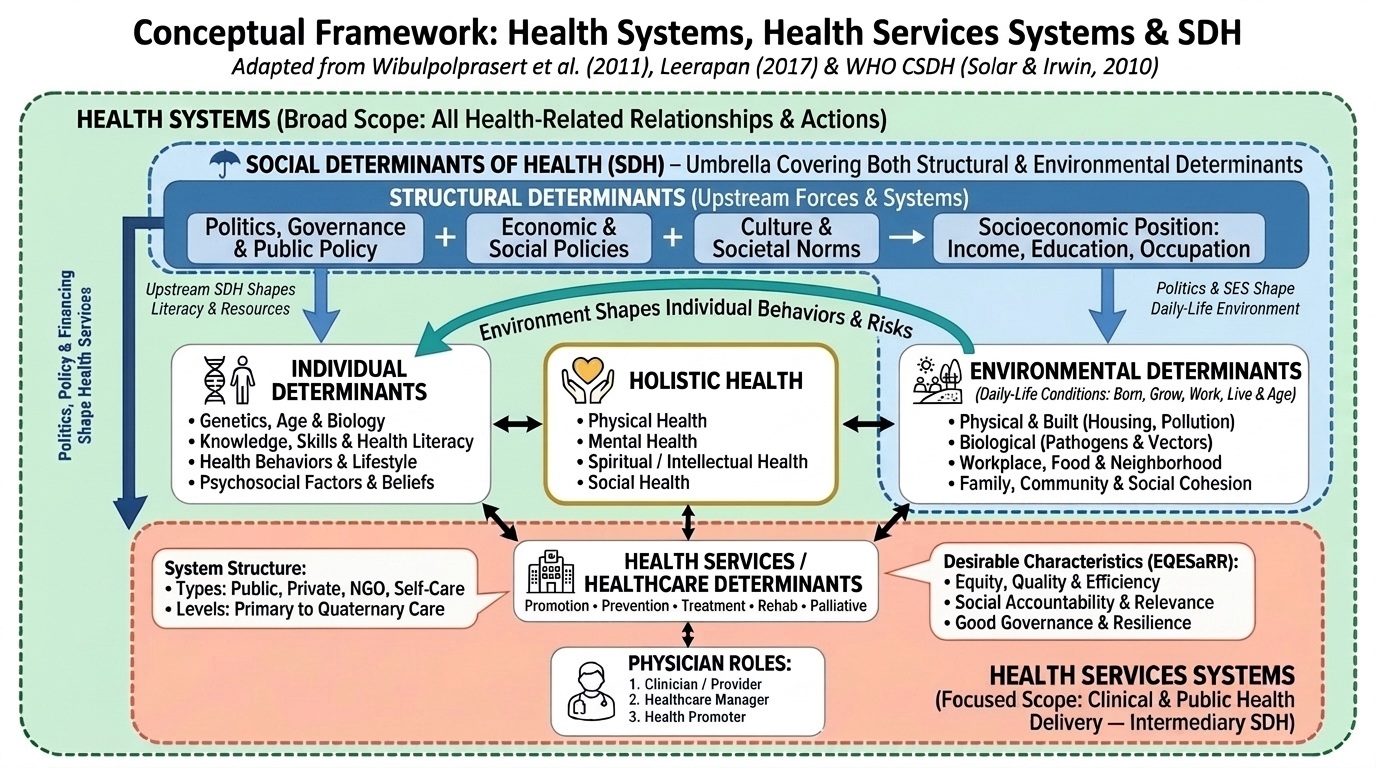 Conceptual Framework: Health Systems, Health Services Systems & SDH
Adapted from Wibulpolprasert et al. (2011), Leerapan (2017) & WHO CSDH (Solar & Irwin, 2010)
HEALTH SYSTEMS (Broad Scope: All Health-Related Relationships & Actions)
SOCIAL DETERMINANTS OF HEALTH (SDH) – Umbrella Covering Both Structural & Environmental Determinants
STRUCTURAL DETERMINANTS (Upstream Forces & Systems)
Politics, Governance
& Public Policy
+
Economic &
Social Policies
+
Culture &
Societal Norms
→
Socioeconomic Position:
Income, Education, Occupation
Politics, Policy & Financing
Shape Health Services
Upstream SDH Shapes
Literacy & Resources
Environment Shapes Individual Behaviors & Risks
Politics & SES Shape
Daily-Life Environment
INDIVIDUAL
DETERMINANTS
• Genetics, Age & Biology
• Knowledge, Skills & Health Literacy
• Health Behaviors & Lifestyle
• Psychosocial Factors & Beliefs
HOLISTIC HEALTH
• Physical Health
• Mental Health
• Spiritual / Intellectual Health
• Social Health
ENVIRONMENTAL DETERMINANTS
(Daily-Life Conditions: Born, Grow, Work, Live & Age)
• Physical & Built (Housing, Pollution)
• Biological (Pathogens & Vectors)
• Workplace, Food & Neighborhood
• Family, Community & Social Cohesion
System Structure:
• Types: Public, Private, NGO, Self-Care
• Levels: Primary to Quaternary Care
HEALTH SERVICES /
HEALTHCARE DETERMINANTS
Promotion • Prevention • Treatment • Rehab • Palliative
Desirable Characteristics (EQESaRR):
• Equity, Quality & Efficiency
• Social Accountability & Relevance
• Good Governance & Resilience
PHYSICIAN ROLES:
1. Clinician / Provider
2. Healthcare Manager
3. Health Promoter
HEALTH SERVICES SYSTEMS
(Focused Scope: Clinical & Public Health
Delivery — Intermediary SDH)